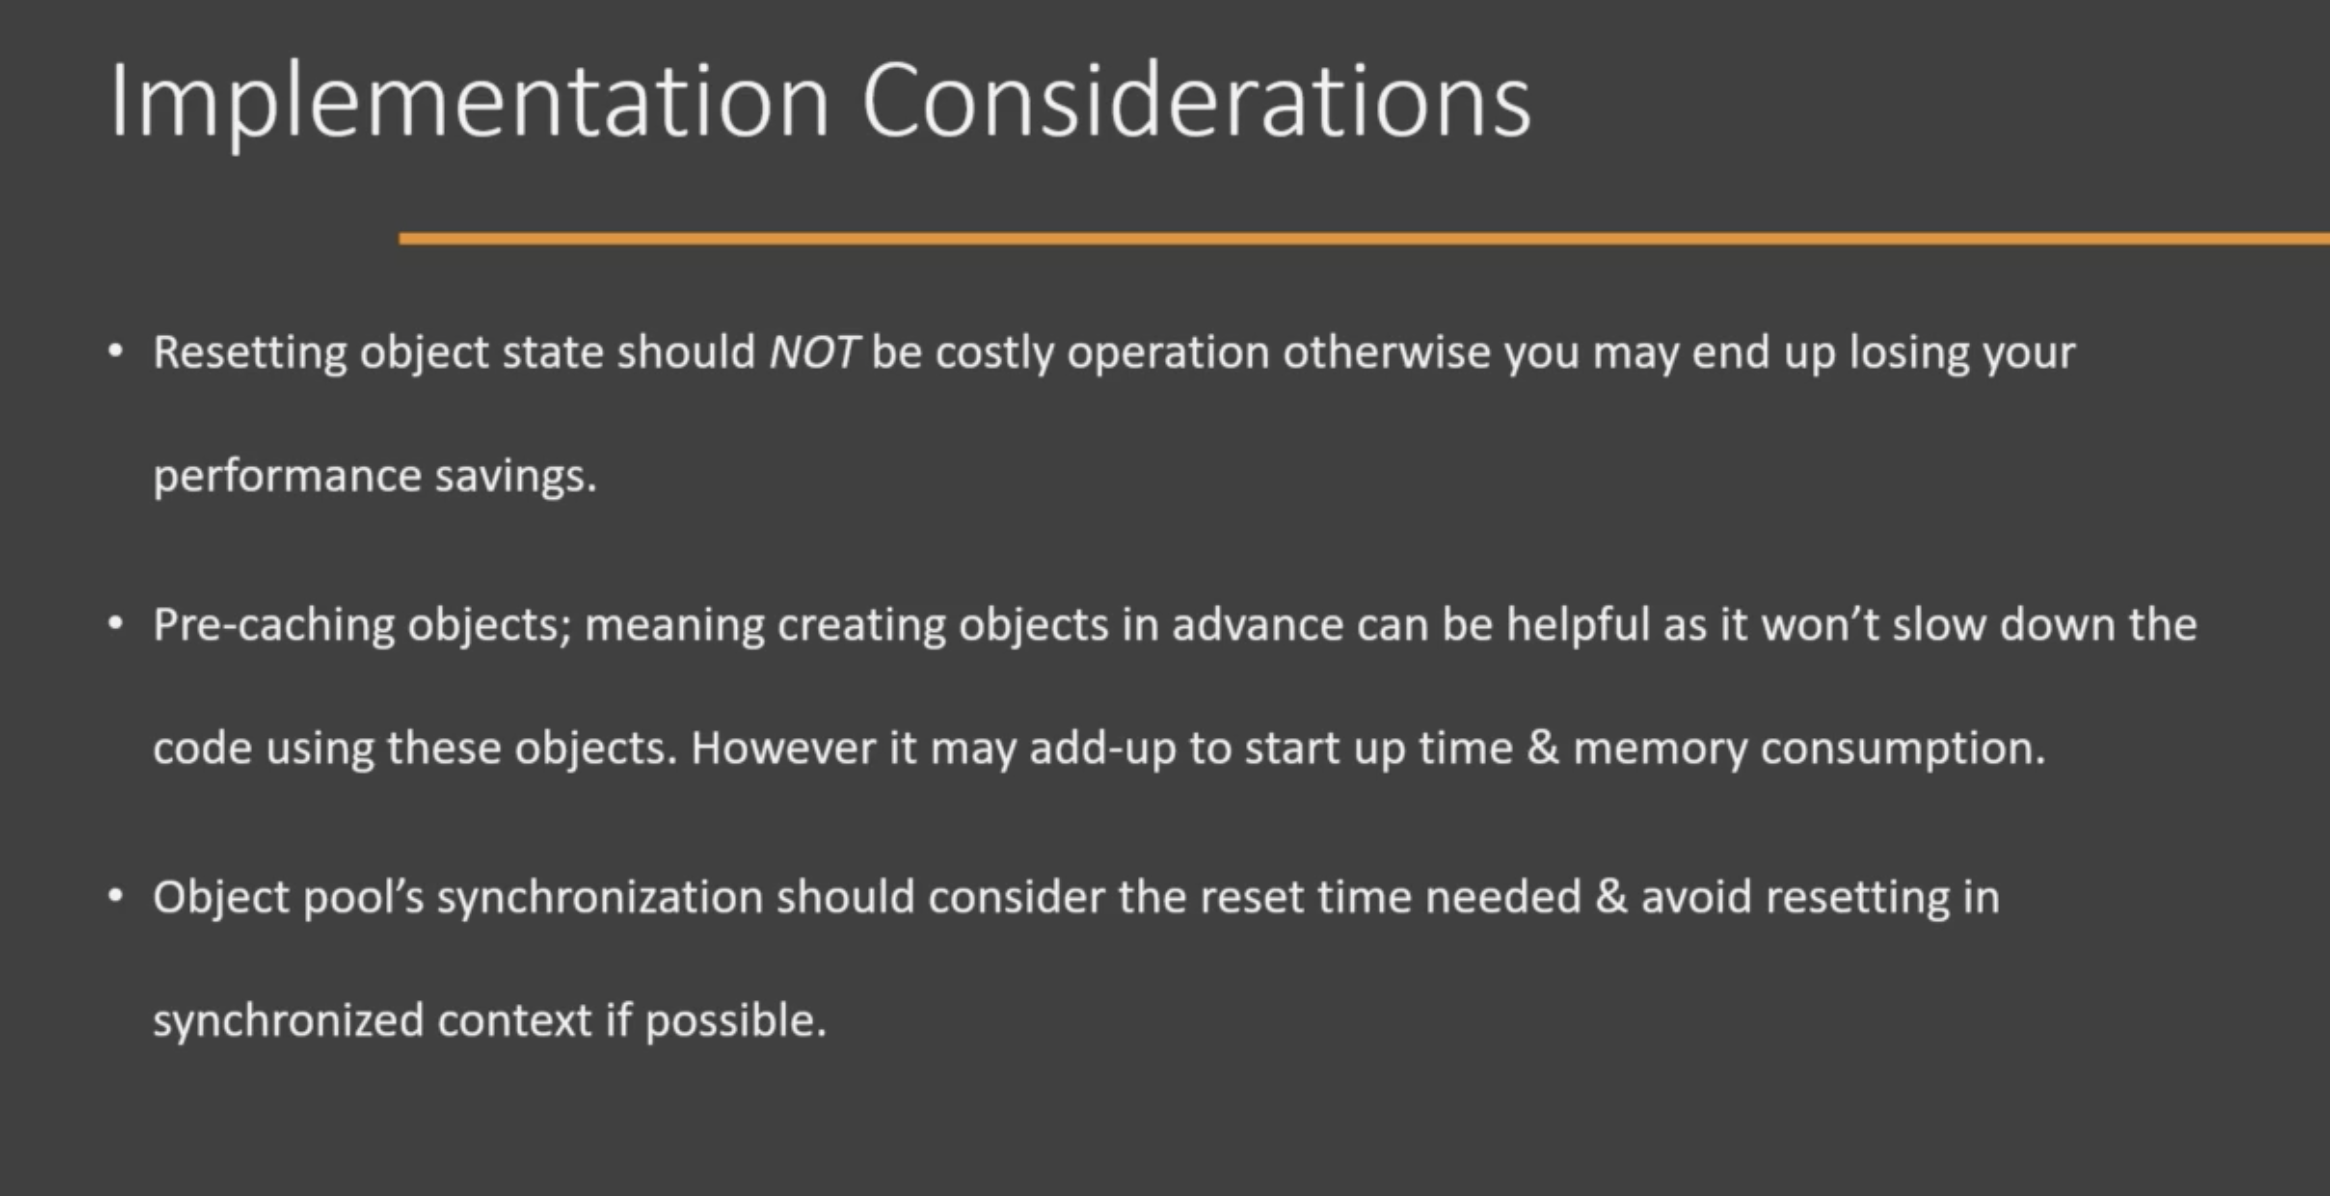 Implementation Considerations
• Resetting object state should NOT be costly operation otherwise you may end up losing your
performance savings.
• Pre-caching objects; meaning creating objects in advance can be helpful as it won’t slow down the
code using these objects. However it may add-up to start up time & memory consumption.
• Object pool’s synchronization should consider the reset time needed & avoid resetting in
synchronized context if possible.